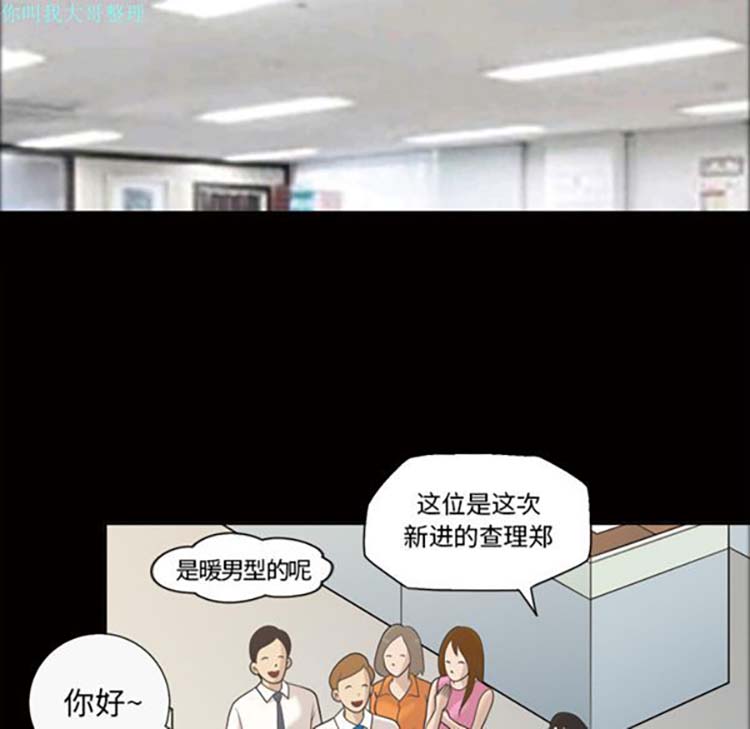 你叫我大哥整理
这位是这次
新进的查理郑
是暖男型的呢
你好~